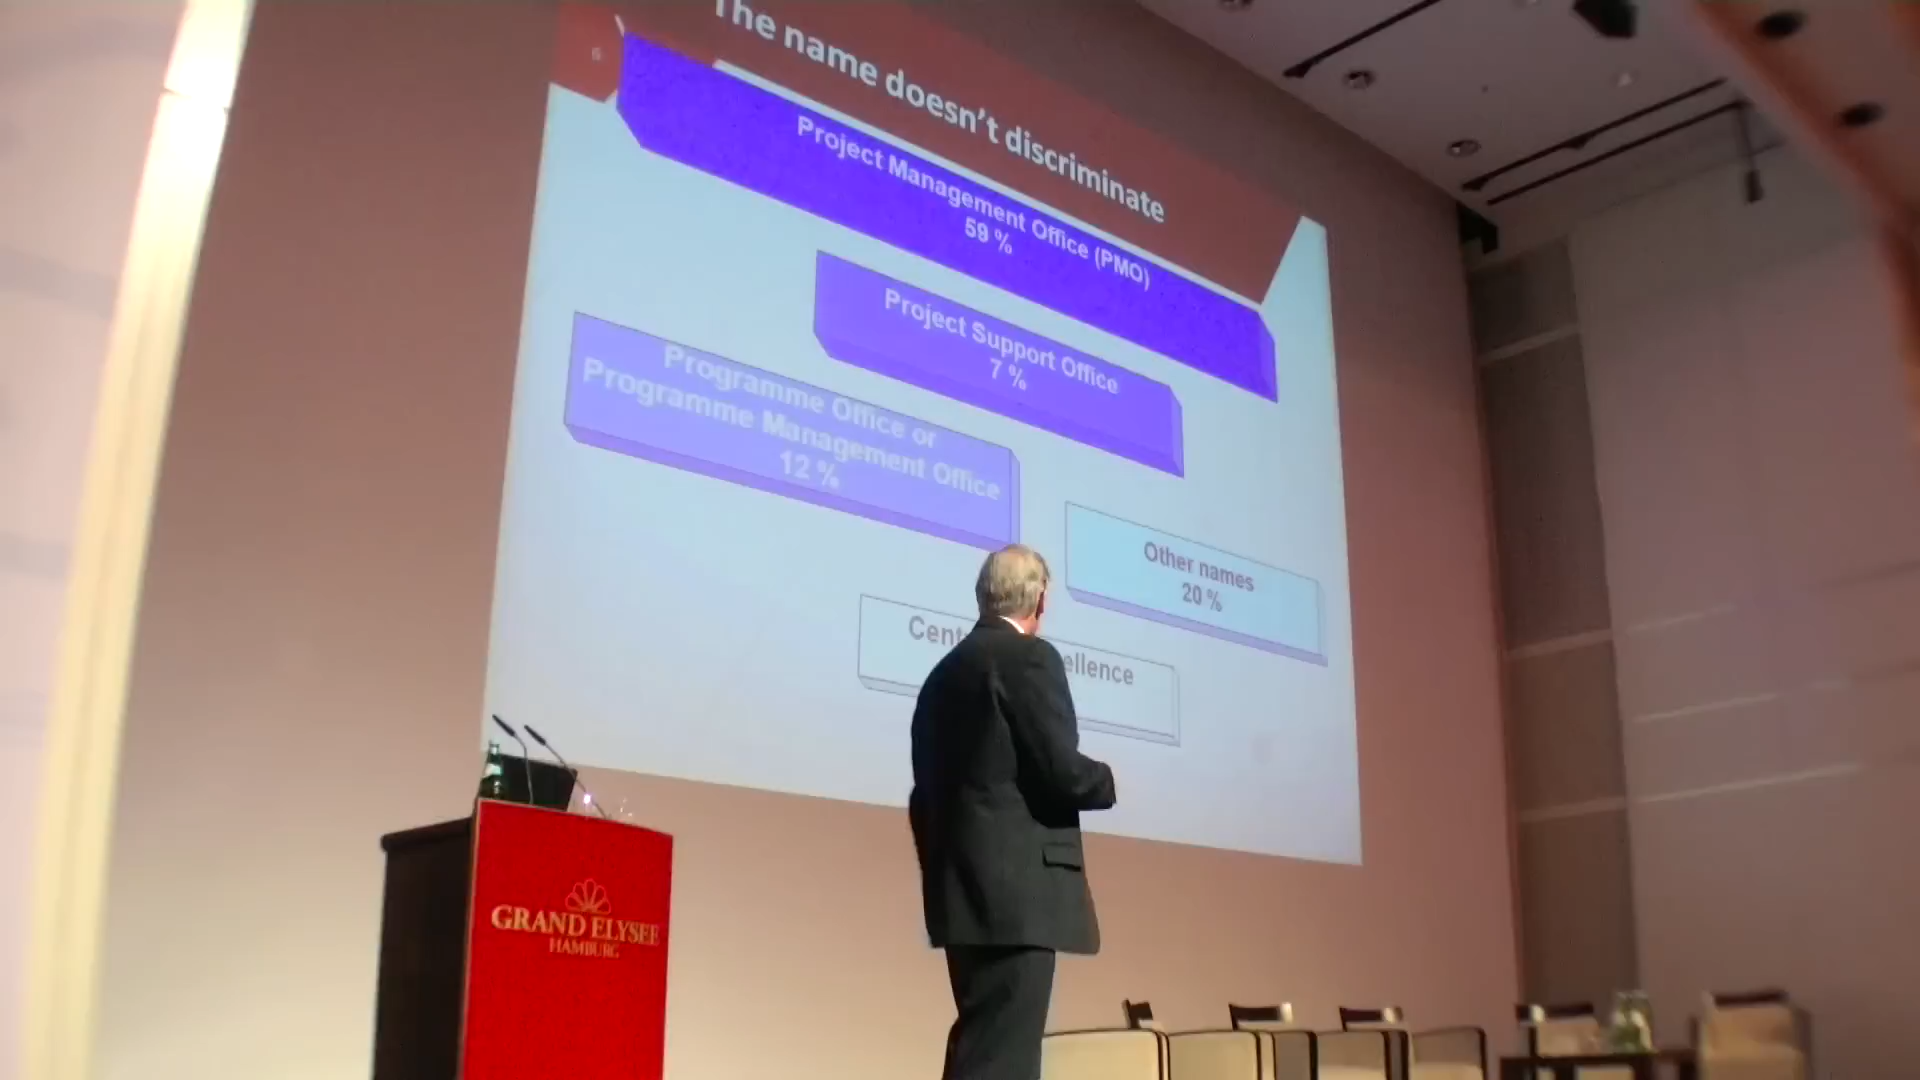 The name doesn't discriminate
6
Project Management Office (PMO)
59 %
Project Support Office
7 %
Programme Office or
Programme Management Office
12 %
Other names
20 %
Cent
ellence
GRAND ELYSEE
HAMBURG